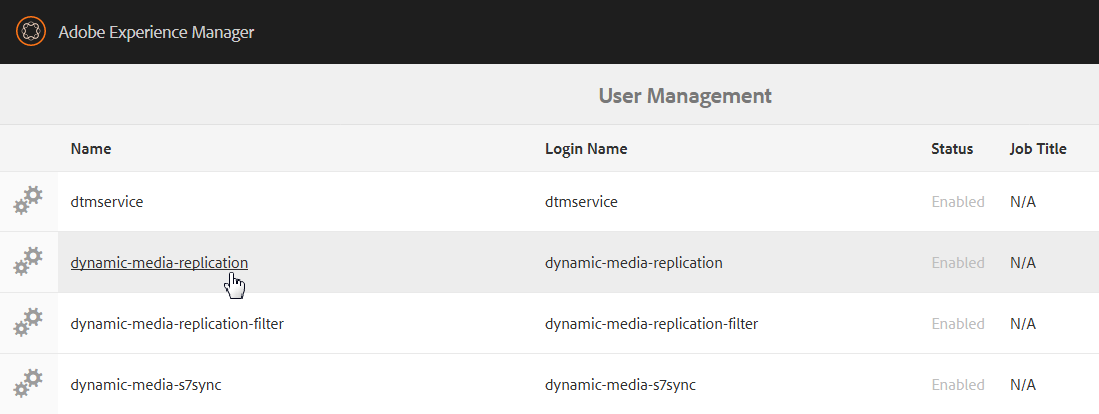 Adobe Experience Manager
User Management
Name Login Name Status Job Title
dtmservice dtmservice Enabled N/A
dynamic-media-replication dynamic-media-replication Enabled N/A
dynamic-media-replication-filter dynamic-media-replication-filter Enabled N/A
dynamic-media-s7sync dynamic-media-s7sync Enabled N/A